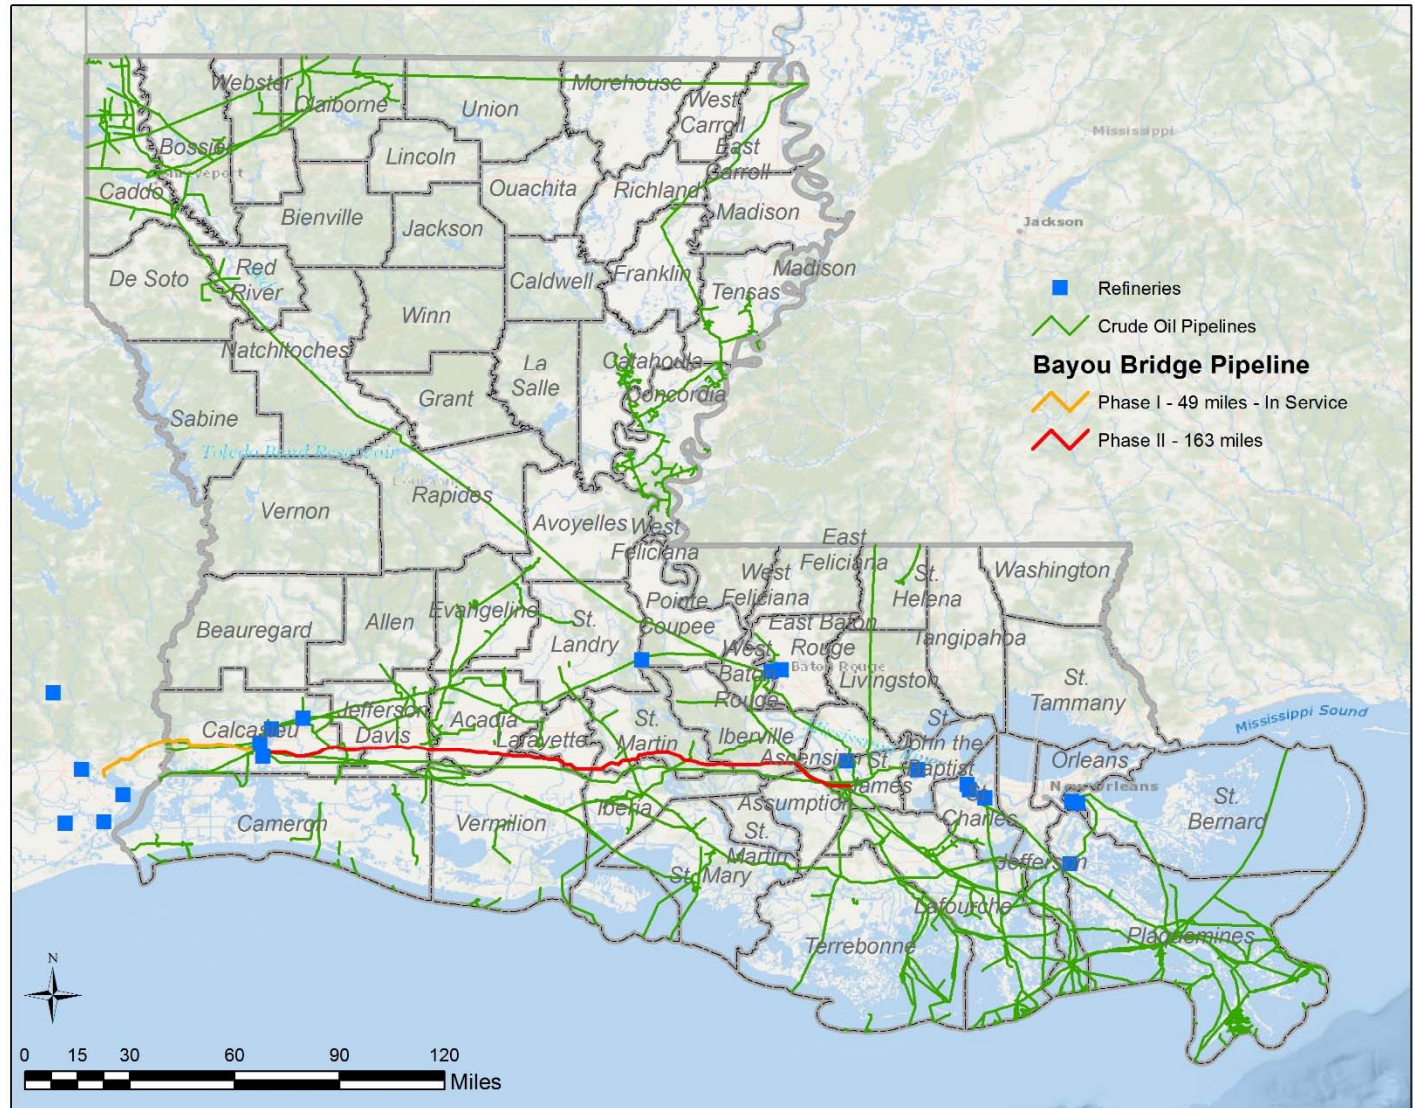 Webster
Claiborne
Morehouse
Union
West
Carroll
East
Carroll
Mississippi
Bossier
Lincoln
Caddo
Ouachita
Richland
Madison
Jackson
Bienville
Jackson
De Soto
Red
River
Caldwell
Franklin
Tensas
Madison
Refineries
Crude Oil Pipelines
Bayou Bridge Pipeline
Phase I - 49 miles - In Service
Phase II - 163 miles
Winn
Natchitoches
La
Salle
Catahoula
Concordia
Grant
Sabine
Toledo Bend Reservoir
Rapides
Vernon
Avoyelles
West
Feliciana
East
Feliciana
West
Feliciana
St.
Helena
Washington
Beauregard
Allen
Evangeline
St.
Landry
Pointe
Coupee
East Baton
Rouge
Tangipahoa
West
Baton
Rouge
Baton Rouge
Livingston
St.
Tammany
Calcasieu
Jefferson
Davis
Acadia
Lafayette
St.
Martin
Iberville
Ascension
St.
James
St.
John the
Baptist
Mississippi Sound
Orleans
New Orleans
St.
Bernard
St.
Charles
Cameron
Vermilion
Iberia
Assumption
St.
Martin
St. Mary
Jefferson
Lafourche
Terrebonne
Plaquemines
N
0 15 30 60 90 120
Miles